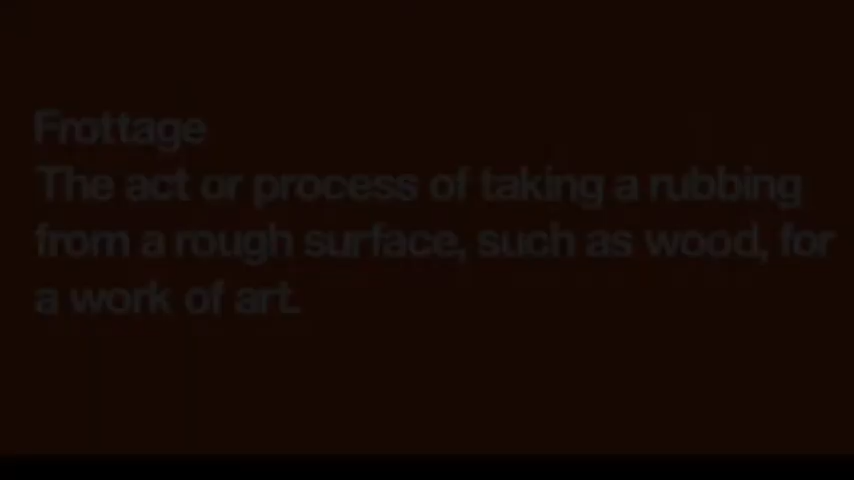 Frottage
The act or process of taking a rubbing
from a rough surface, such as wood, for
a work of art.